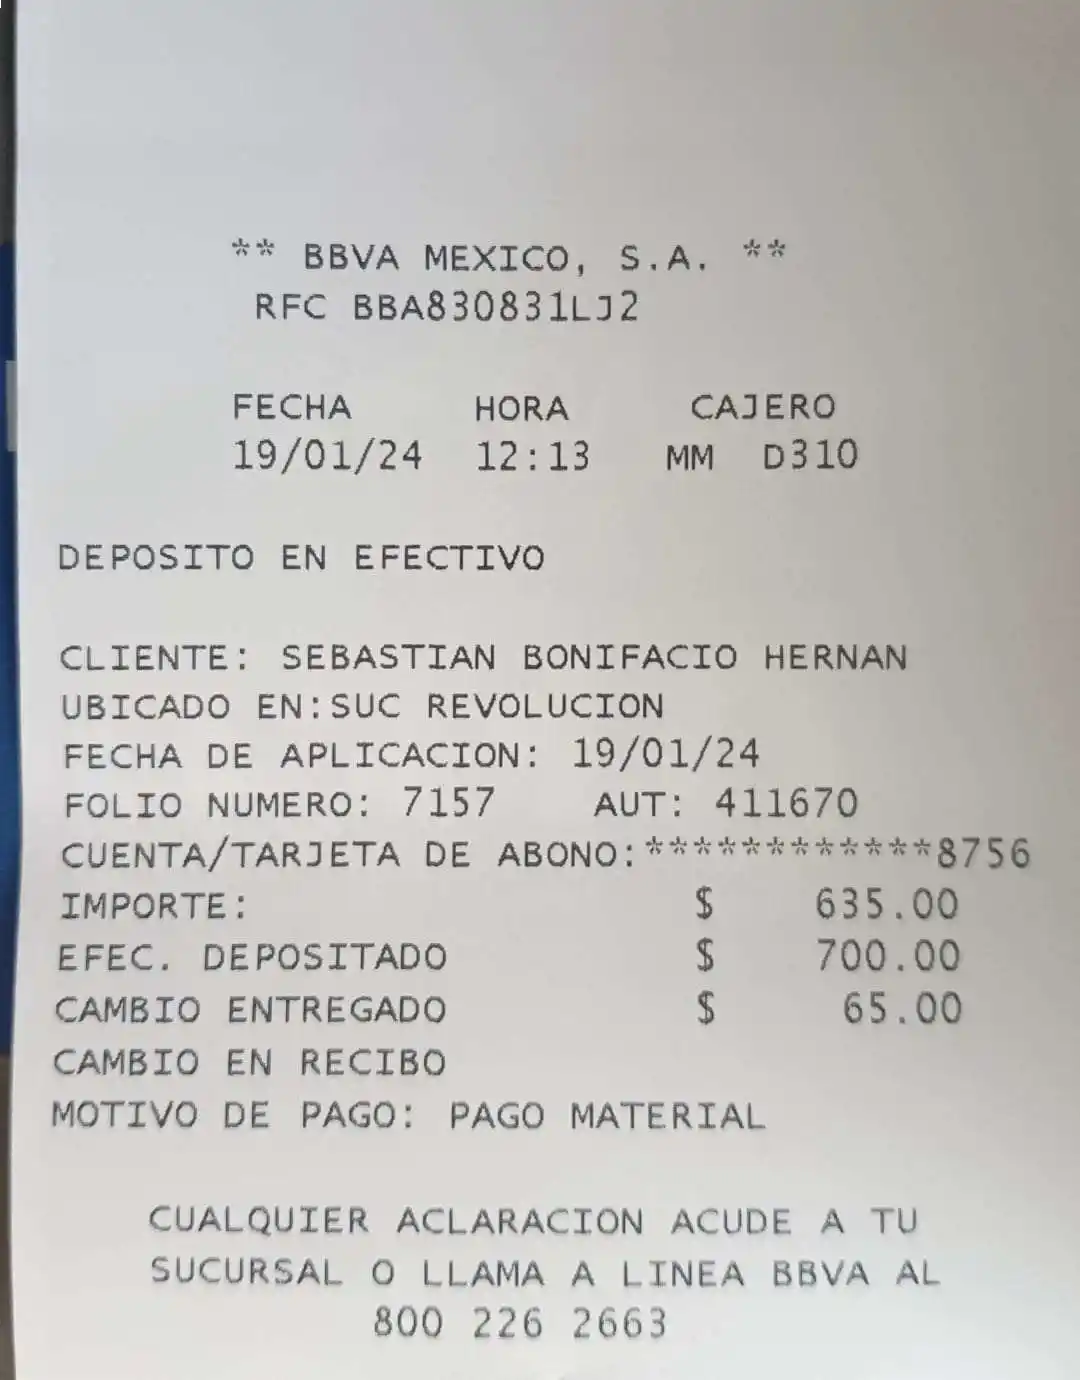 ** BBVA MEXICO, S.A. **
RFC BBA830831LJ2
FECHA HORA CAJERO
19/01/24 12:13 MM D310
DEPOSITO EN EFECTIVO
CLIENTE: SEBASTIAN BONIFACIO HERNAN
UBICADO EN:SUC REVOLUCION
FECHA DE APLICACION: 19/01/24
FOLIO NUMERO: 7157 AUT: 411670
CUENTA/TARJETA DE ABONO:************8756
IMPORTE: $ 635.00
EFEC. DEPOSITADO $ 700.00
CAMBIO ENTREGADO $ 65.00
CAMBIO EN RECIBO
MOTIVO DE PAGO: PAGO MATERIAL
CUALQUIER ACLARACION ACUDE A TU
SUCURSAL O LLAMA A LINEA BBVA AL
800 226 2663